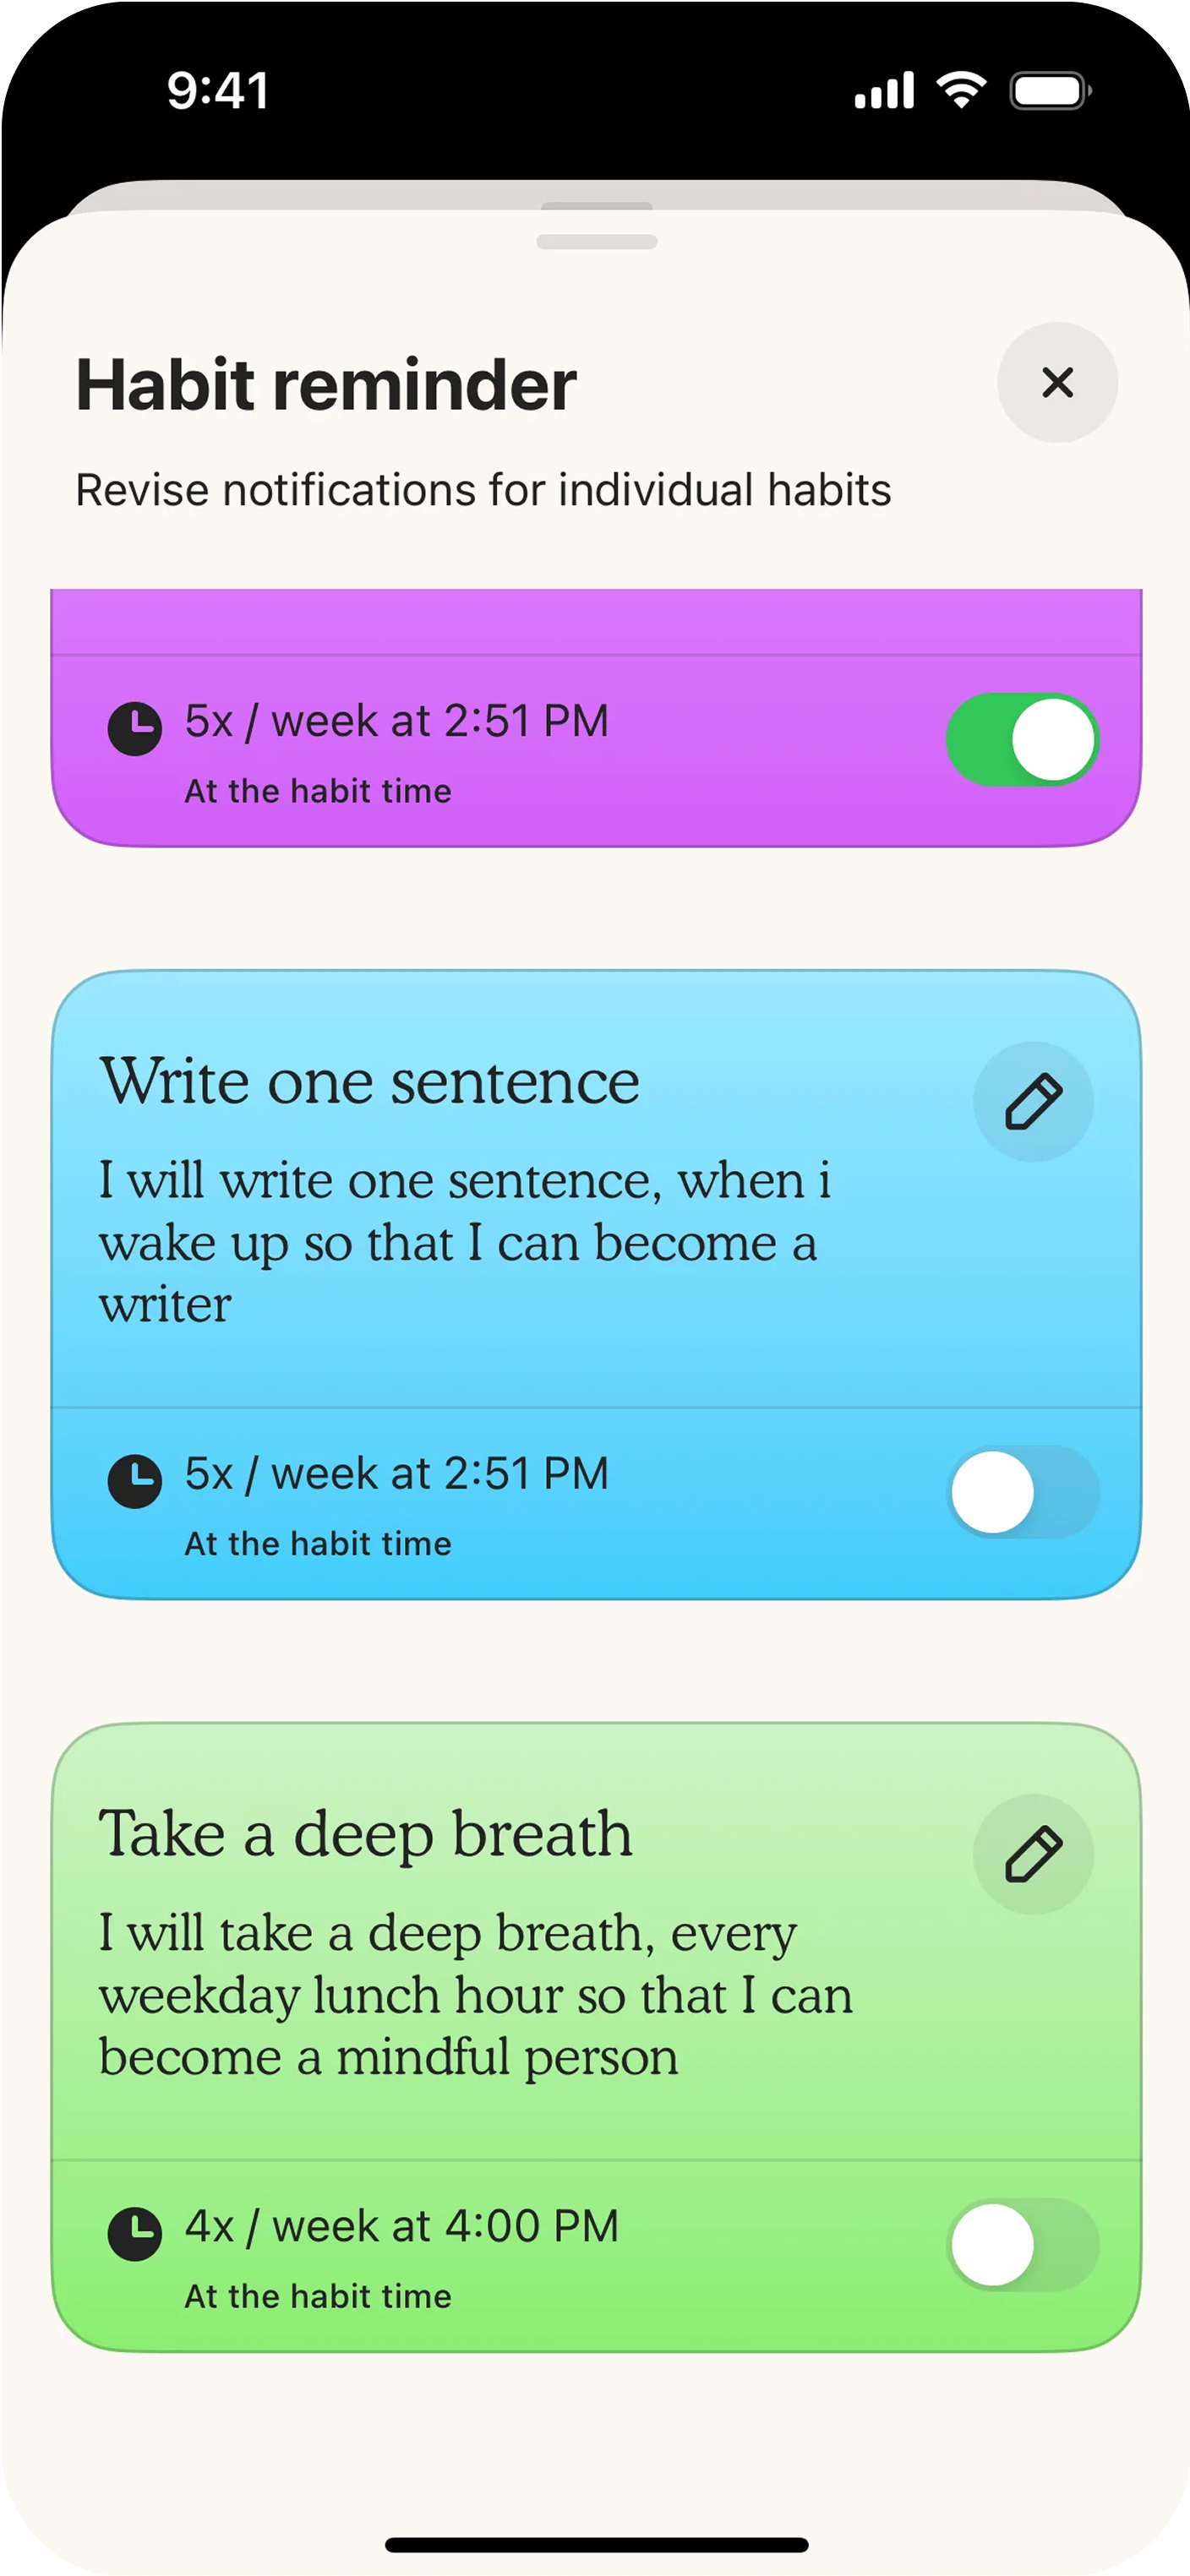 9:41
Habit reminder
Revise notifications for individual habits
5x / week at 2:51 PM
At the habit time
Write one sentence
I will write one sentence, when i
wake up so that I can become a
writer
5x / week at 2:51 PM
At the habit time
Take a deep breath
I will take a deep breath, every
weekday lunch hour so that I can
become a mindful person
4x / week at 4:00 PM
At the habit time